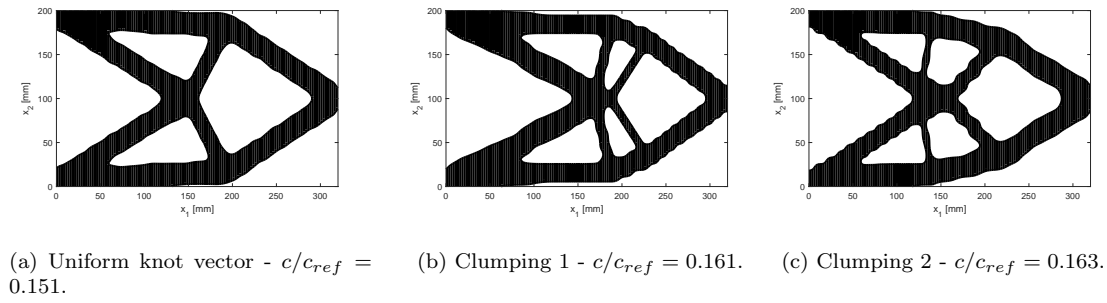 200
150
100
50
0
x2 [mm]
0 50 100 150 200 250 300
x1 [mm]
200
150
100
50
0
x2 [mm]
0 50 100 150 200 250 300
x1 [mm]
200
150
100
50
0
x2 [mm]
0 50 100 150 200 250 300
x1 [mm]
(a) Uniform knot vector - c/c_ref =
0.151.
(b) Clumping 1 - c/c_ref = 0.161.
(c) Clumping 2 - c/c_ref = 0.163.